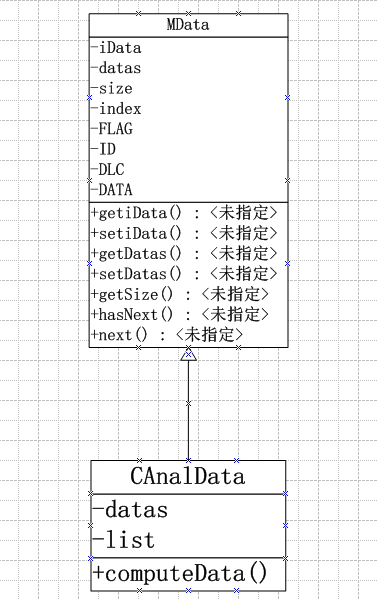 MData
-iData
-datas
-size
-index
-FLAG
-ID
-DLC
-DATA
+getiData() : <未指定>
+setiData() : <未指定>
+getDatas() : <未指定>
+setDatas() : <未指定>
+getSize() : <未指定>
+hasNext() : <未指定>
+next() : <未指定>
CAnalData
-datas
-list
+computeData()